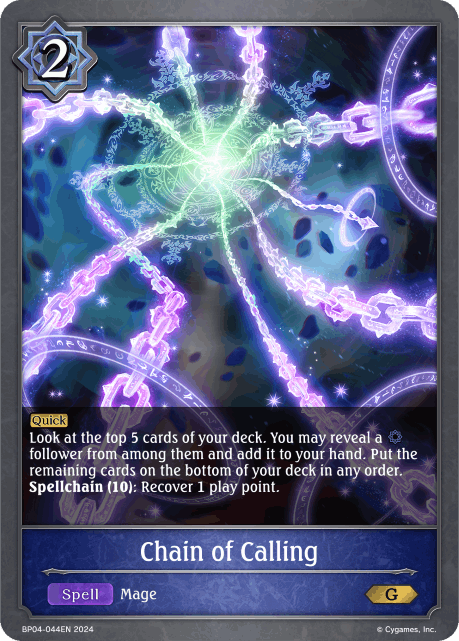 2
Quick
Look at the top 5 cards of your deck. You may reveal a
follower from among them and add it to your hand. Put the
remaining cards on the bottom of your deck in any order.
Spellchain (10): Recover 1 play point.
Chain of Calling
Spell Mage G
BP04-044EN 2024 © Cygames, Inc.